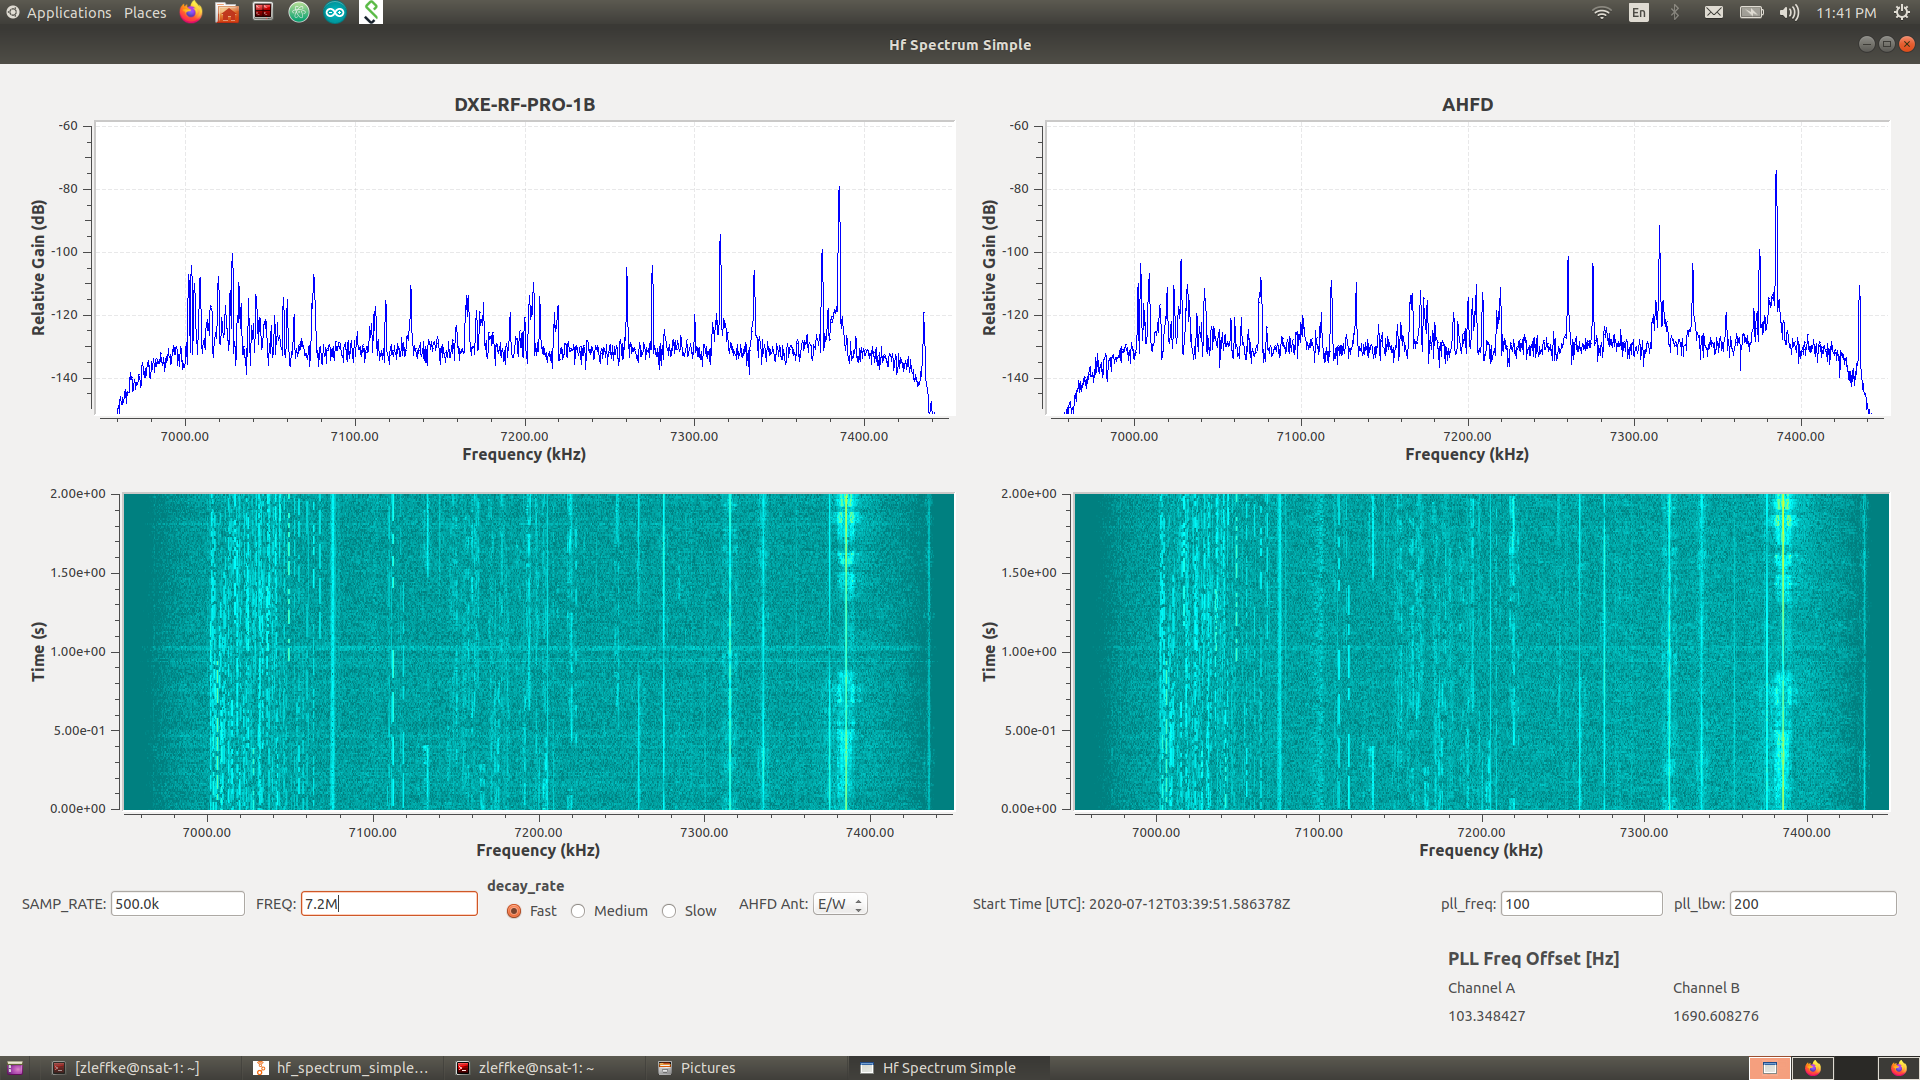 Applications Places En 11:41 PM
Hf Spectrum Simple
DXE-RF-PRO-1B
-60
-80
-100
-120
-140
Relative Gain (dB)
7000.00 7100.00 7200.00 7300.00 7400.00
Frequency (kHz)
AHFD
-60
-80
-100
-120
-140
Relative Gain (dB)
7000.00 7100.00 7200.00 7300.00 7400.00
Frequency (kHz)
2.00e+00
1.50e+00
1.00e+00
5.00e-01
0.00e+00
Time (s)
7000.00 7100.00 7200.00 7300.00 7400.00
Frequency (kHz)
2.00e+00
1.50e+00
1.00e+00
5.00e-01
0.00e+00
Time (s)
7000.00 7100.00 7200.00 7300.00 7400.00
Frequency (kHz)
decay_rate
SAMP_RATE: 500.0k FREQ: 7.2M Fast Medium Slow AHFD Ant: E/W Start Time [UTC]: 2020-07-12T03:39:51.586378Z pll_freq: 100 pll_lbw: 200
PLL Freq Offset [Hz]
Channel A Channel B
103.348427 1690.608276
[zleffke@nsat-1: ~] hf_spectrum_simple... zleffke@nsat-1: ~ Pictures Hf Spectrum Simple